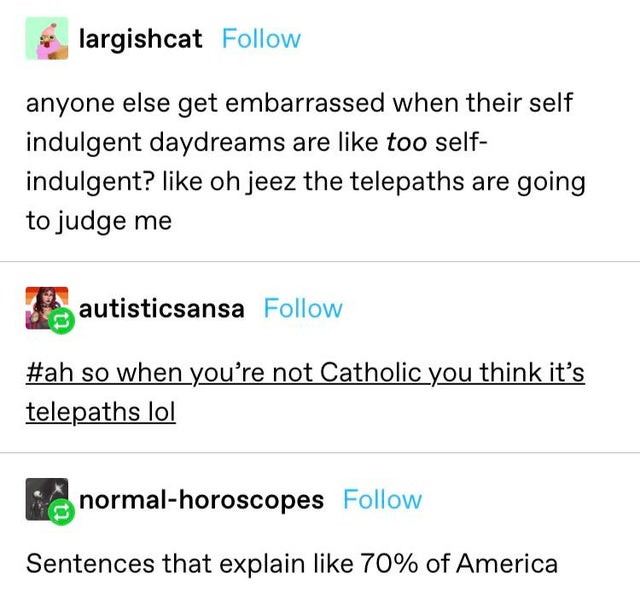 largishcat Follow
anyone else get embarrassed when their self
indulgent daydreams are like too self-
indulgent? like oh jeez the telepaths are going
to judge me
autisticsansa Follow
#ah so when you're not Catholic you think it's
telepaths lol
normal-horoscopes Follow
Sentences that explain like 70% of America